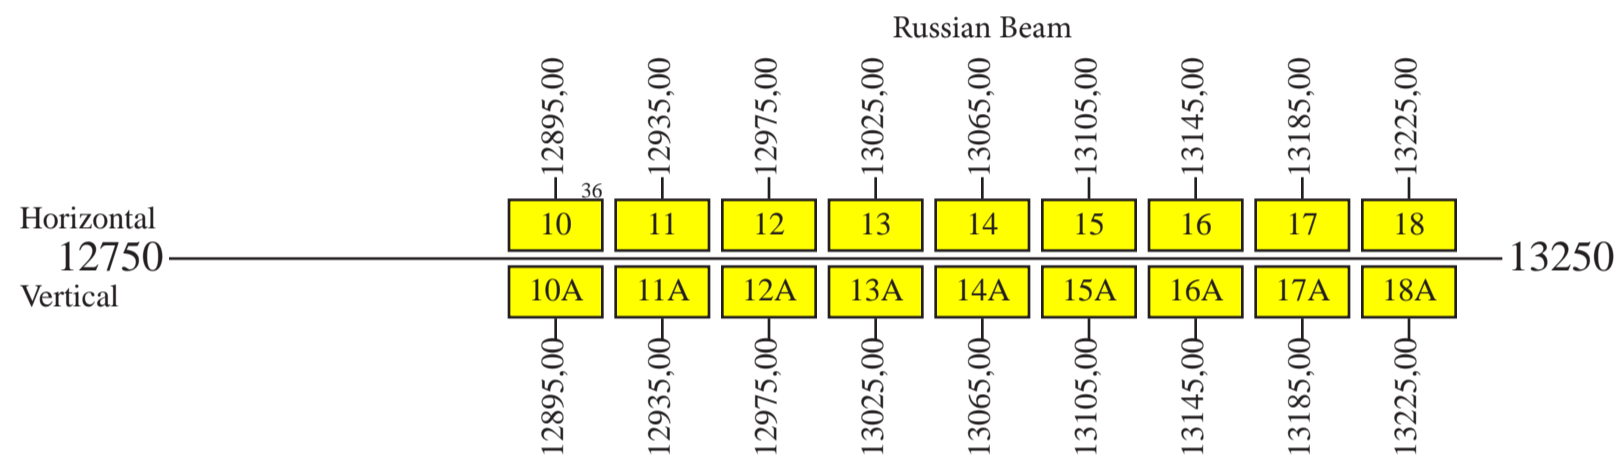 Russian Beam
12895,00 12935,00 12975,00 13025,00 13065,00 13105,00 13145,00 13185,00 13225,00
36
Horizontal
10 11 12 13 14 15 16 17 18
12750 13250
Vertical
10A 11A 12A 13A 14A 15A 16A 17A 18A
12895,00 12935,00 12975,00 13025,00 13065,00 13105,00 13145,00 13185,00 13225,00